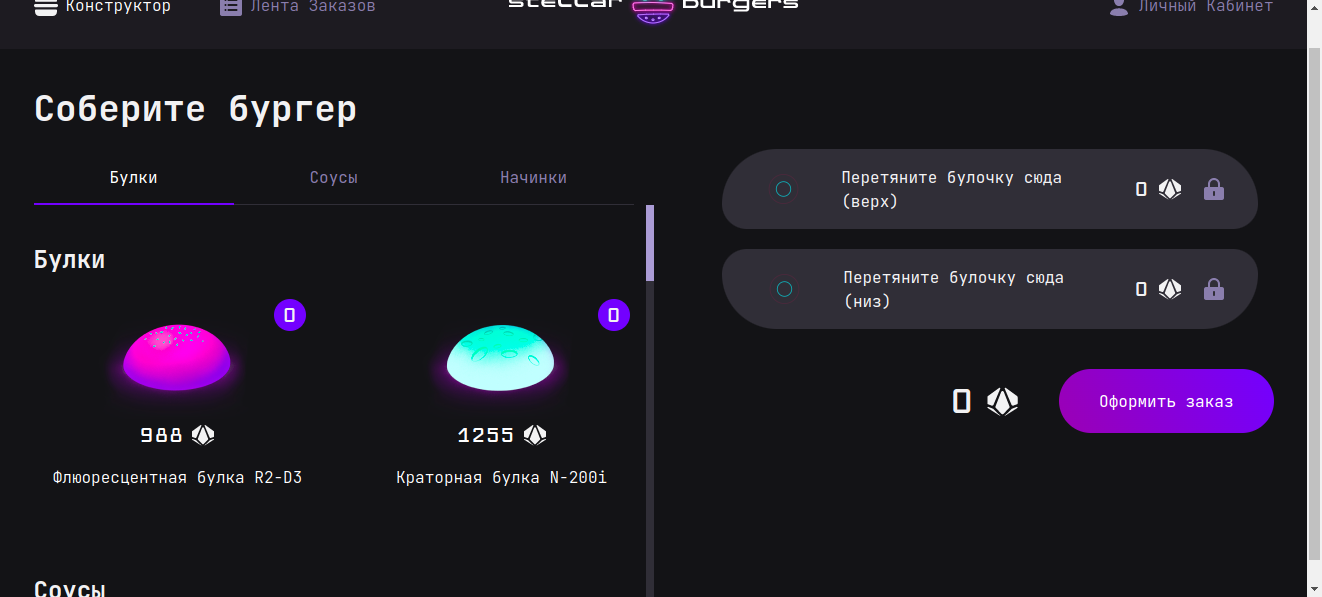 Конструктор
Лента Заказов
stellar burgers
Личный Кабинет
Соберите бургер
Булки
Соусы
Начинки
Булки
0
0
988
1255
Флюоресцентная булка R2-D3
Краторная булка N-200i
Соусы
Перетяните булочку сюда
(верх)
0
Перетяните булочку сюда
(низ)
0
0
Оформить заказ